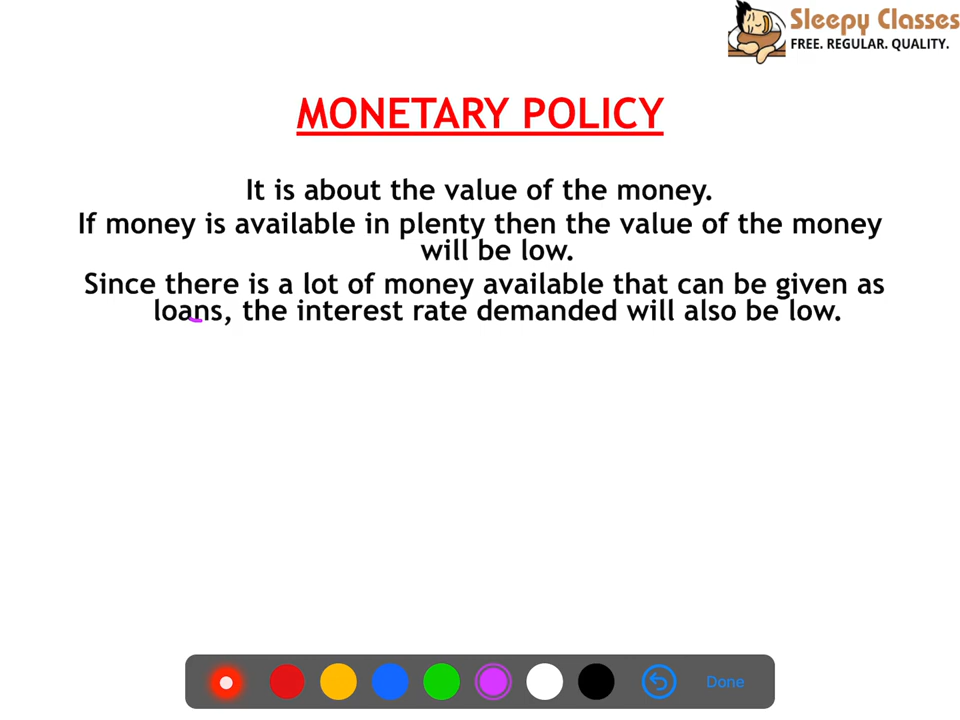 Sleepy Classes
FREE. REGULAR. QUALITY.
MONETARY POLICY
It is about the value of the money.
If money is available in plenty then the value of the money
will be low.
Since there is a lot of money available that can be given as
loans, the interest rate demanded will also be low.
Done